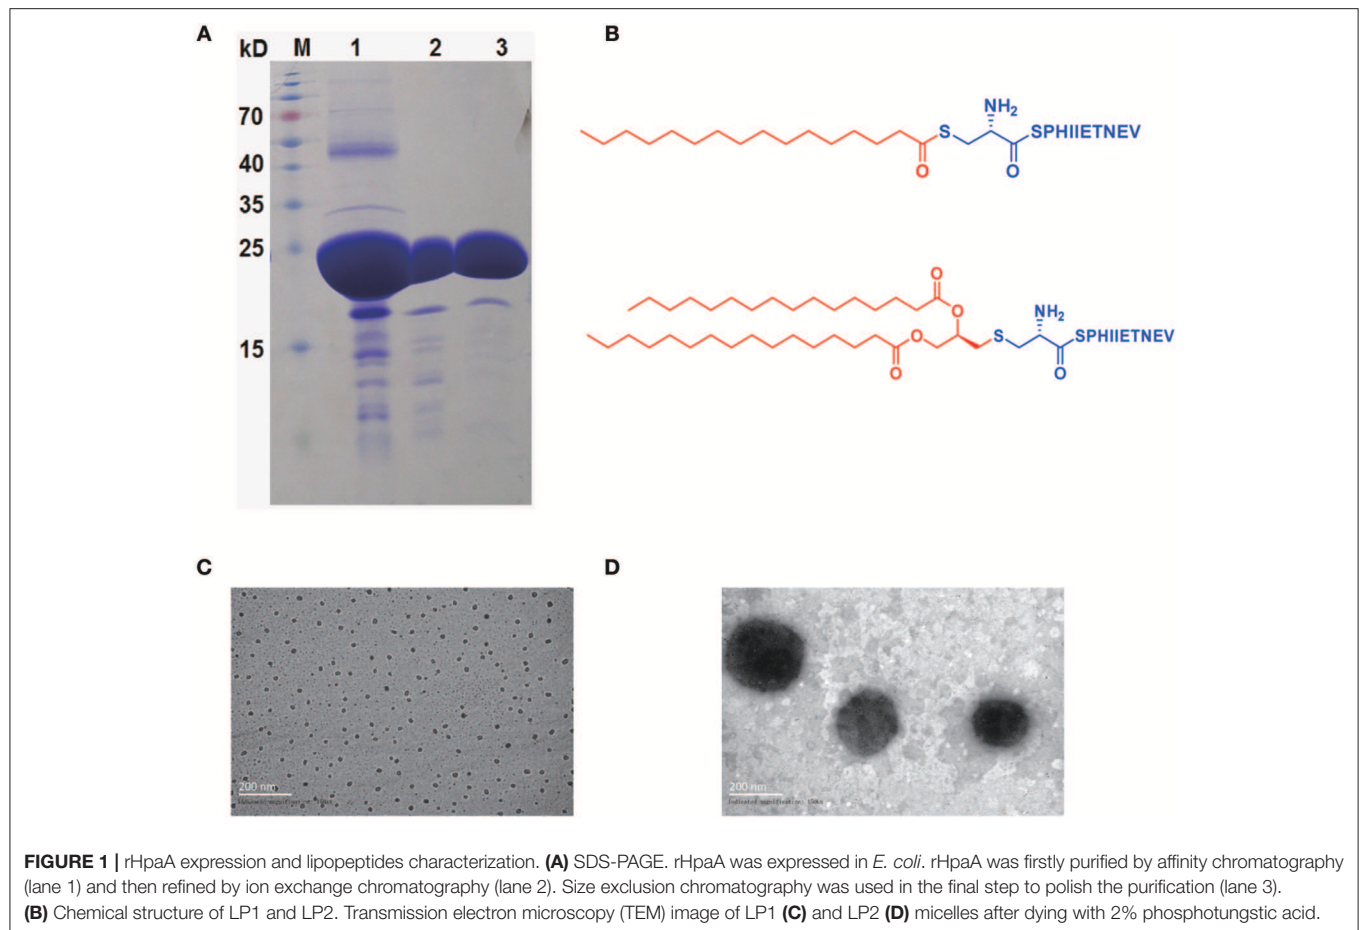 A
kD M 1 2 3
70
40
35
25
15
B
NH2
S SPHIIETNEV
O O
O
O NH2
O S SPHIIETNEV
O O
C
200 nm
D
200 nm
FIGURE 1 | rHpaA expression and lipopeptides characterization. (A) SDS-PAGE. rHpaA was expressed in E. coli. rHpaA was firstly purified by affinity chromatography
(lane 1) and then refined by ion exchange chromatography (lane 2). Size exclusion chromatography was used in the final step to polish the purification (lane 3).
(B) Chemical structure of LP1 and LP2. Transmission electron microscopy (TEM) image of LP1 (C) and LP2 (D) micelles after dying with 2% phosphotungstic acid.